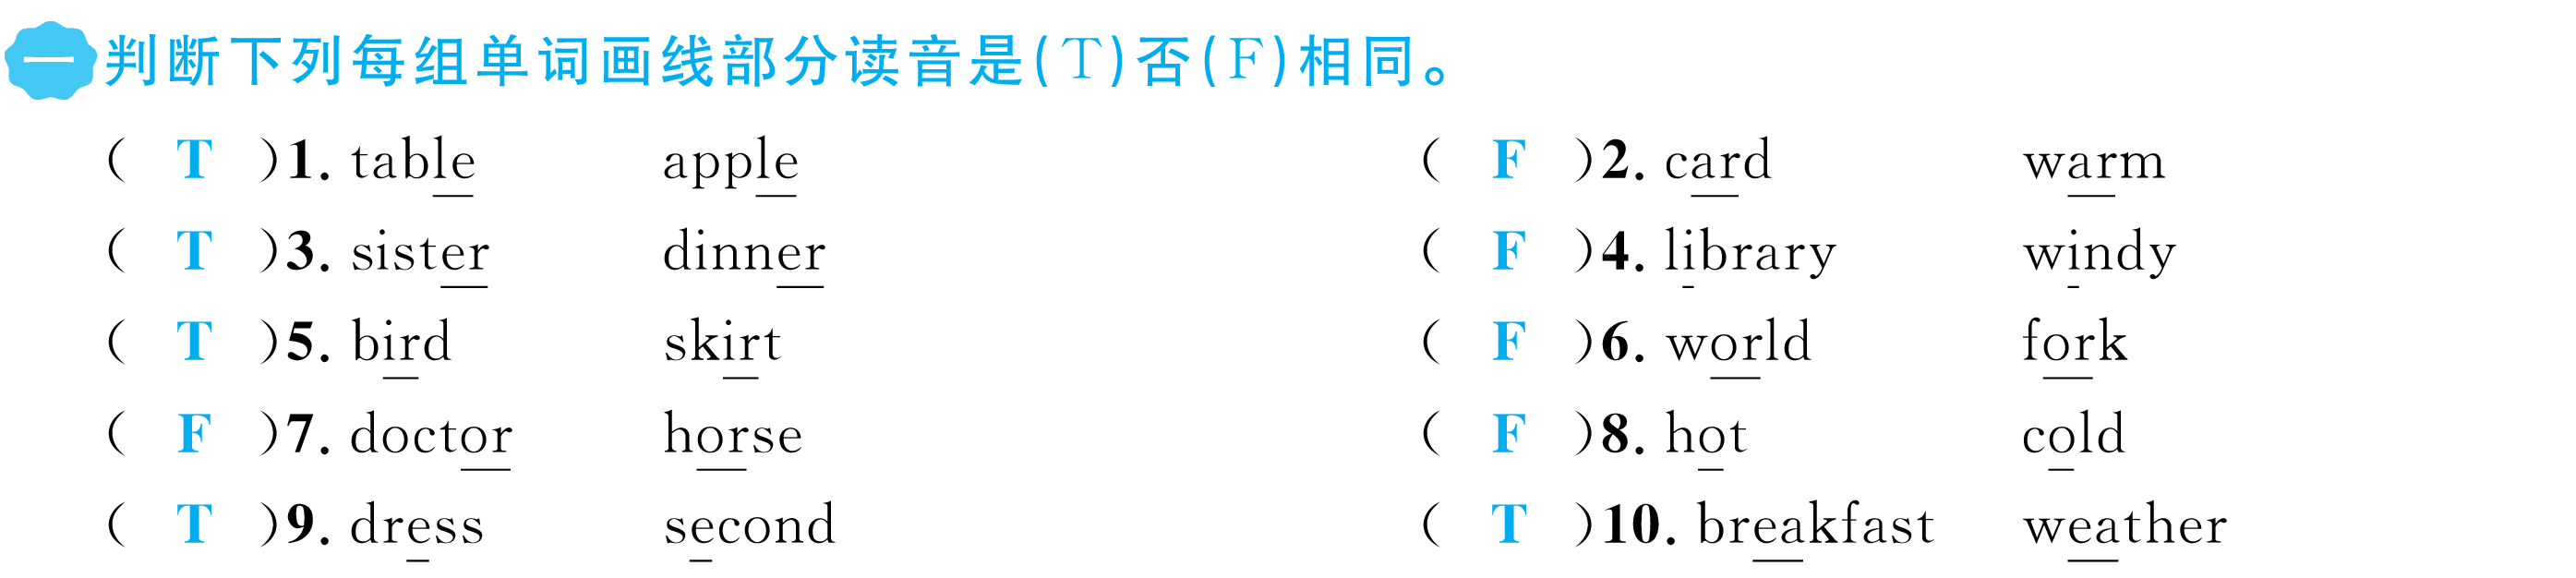 一 判断下列每组单词画线部分读音是(T)否(F)相同。
( T )1. table apple ( F )2. card warm
( T )3. sister dinner ( F )4. library windy
( T )5. bird skirt ( F )6. world fork
( F )7. doctor horse ( F )8. hot cold
( T )9. dress second ( T )10. breakfast weather